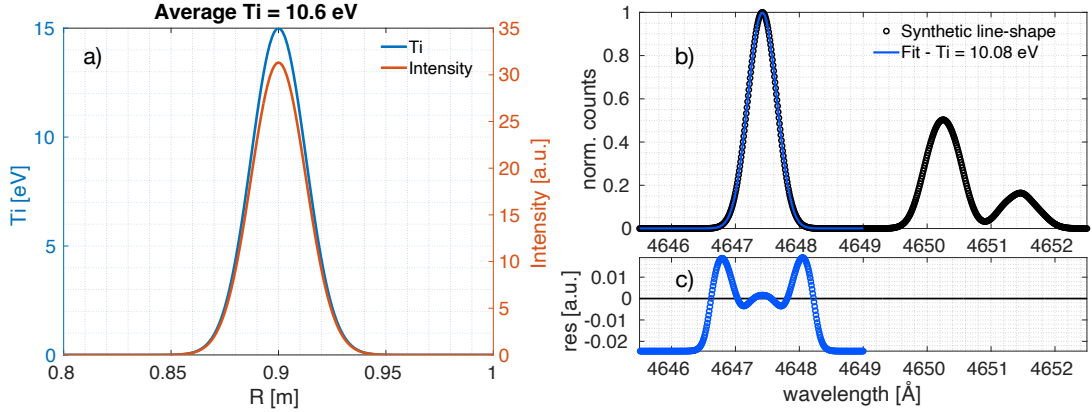 Average Ti = 10.6 eV
a)
Ti
Intensity
15
10
5
0
Ti [eV]
35
30
25
20
15
10
5
0
Intensity [a.u.]
0.8
0.85
0.9
0.95
1
R [m]
b)
Synthetic line-shape
Fit - Ti = 10.08 eV
1
0.8
0.6
0.4
0.2
0
norm. counts
4646
4647
4648
4649
4650
4651
4652
c)
0.01
0
-0.01
-0.02
res [a.u.]
4646
4647
4648
4649
4650
4651
4652
wavelength [Å]